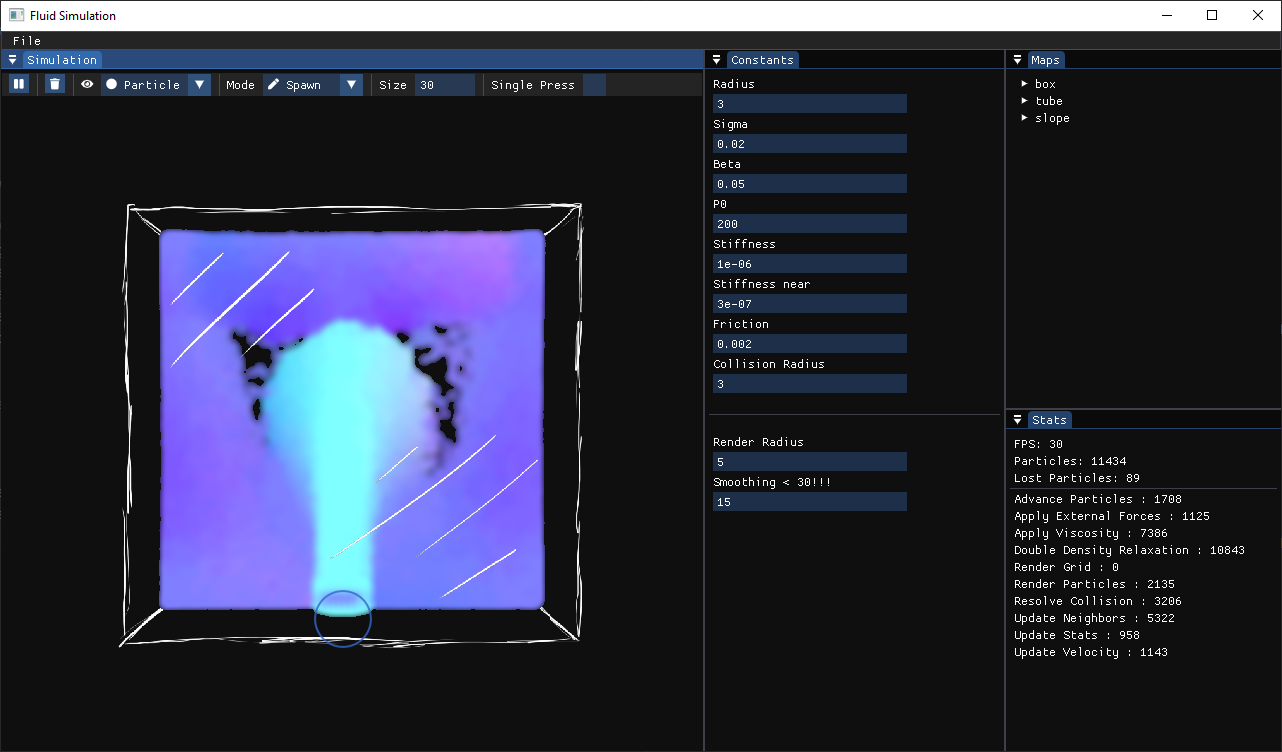 Fluid Simulation
File
Simulation
Particle Mode Spawn Size 30 Single Press
Constants
Radius
3
Sigma
0.02
Beta
0.05
P0
200
Stiffness
1e-06
Stiffness near
3e-07
Friction
0.002
Collision Radius
3
Render Radius
5
Smoothing < 30!!!
15
Maps
box
tube
slope
Stats
FPS: 30
Particles: 11434
Lost Particles: 89
Advance Particles : 1708
Apply External Forces : 1125
Apply Viscosity : 7386
Double Density Relaxation : 10843
Render Grid : 0
Render Particles : 2135
Resolve Collision : 3206
Update Neighbors : 5322
Update Stats : 958
Update Velocity : 1143